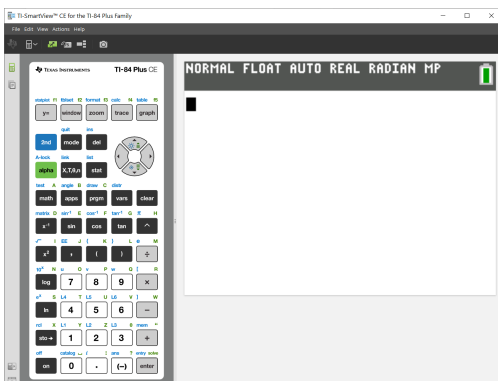 TI-SmartView™ CE for the TI-84 Plus Family
File Edit View Actions Help
TEXAS INSTRUMENTS TI-84 Plus CE
NORMAL FLOAT AUTO REAL RADIAN MP
statplot f1 tblset f2 format f3 calc f4 table f5
y= window zoom trace graph
quit ins
2nd mode del
A-lock link list
alpha X,T,θ,n stat
test A angle B draw C distr
math apps prgm vars clear
matrix D sin⁻¹ E cos⁻¹ F tan⁻¹ G π H
x⁻¹ sin cos tan ^
√ I EE J { K } L e M
x² , ( ) ÷
10ˣ N u O v P w Q [ R
log 7 8 9 ×
eˣ S L4 T L5 U L6 V ] W
ln 4 5 6 −
rcl X L1 Y L2 Z L3 θ mem "
sto→ 1 2 3 +
off catalog i : ans ? entry solve
on 0 . (−) enter